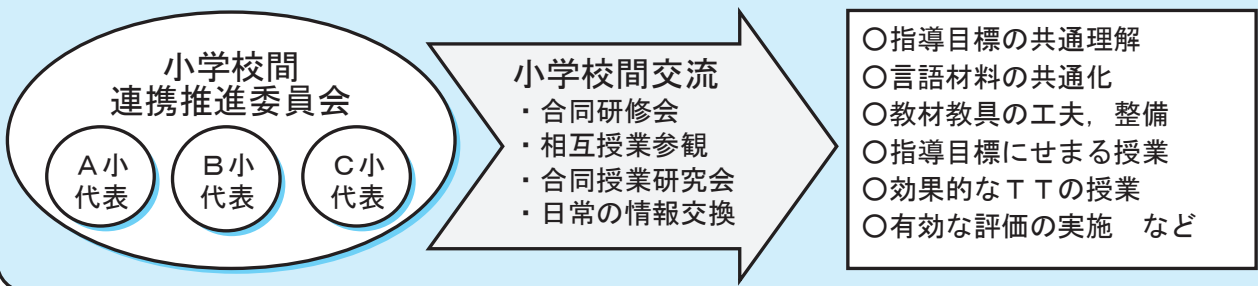 小学校間
連携推進委員会
A小
代表
B小
代表
C小
代表
小学校間交流
・合同研修会
・相互授業参観
・合同授業研究会
・日常の情報交換
○指導目標の共通理解
○言語材料の共通化
○教材教具の工夫，整備
○指導目標にせまる授業
○効果的なＴＴの授業
○有効な評価の実施　など